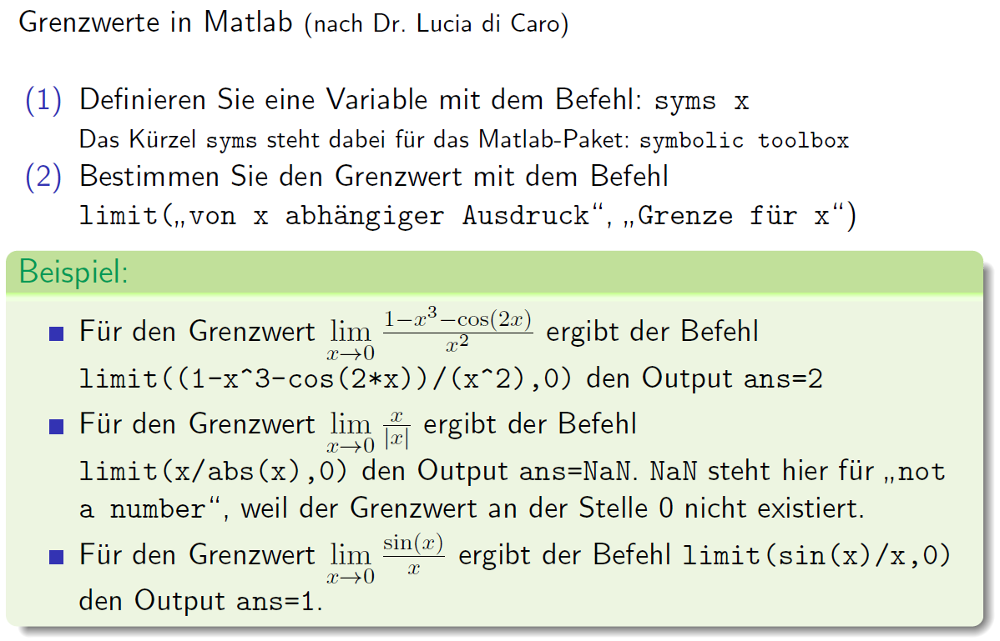 Grenzwerte in Matlab (nach Dr. Lucia di Caro)
(1) Definieren Sie eine Variable mit dem Befehl: syms x
Das Kürzel syms steht dabei für das Matlab-Paket: symbolic toolbox
(2) Bestimmen Sie den Grenzwert mit dem Befehl
limit(„von x abhängiger Ausdruck“, „Grenze für x“)
Beispiel:
■ Für den Grenzwert lim_{x→0} \frac{1−x^3−cos(2x)}{x^2} ergibt der Befehl
limit((1-x^3-cos(2*x))/(x^2),0) den Output ans=2
■ Für den Grenzwert lim_{x→0} \frac{x}{|x|} ergibt der Befehl
limit(x/abs(x),0) den Output ans=NaN. NaN steht hier für „not
a number“, weil der Grenzwert an der Stelle 0 nicht existiert.
■ Für den Grenzwert lim_{x→0} \frac{sin(x)}{x} ergibt der Befehl limit(sin(x)/x,0)
den Output ans=1.